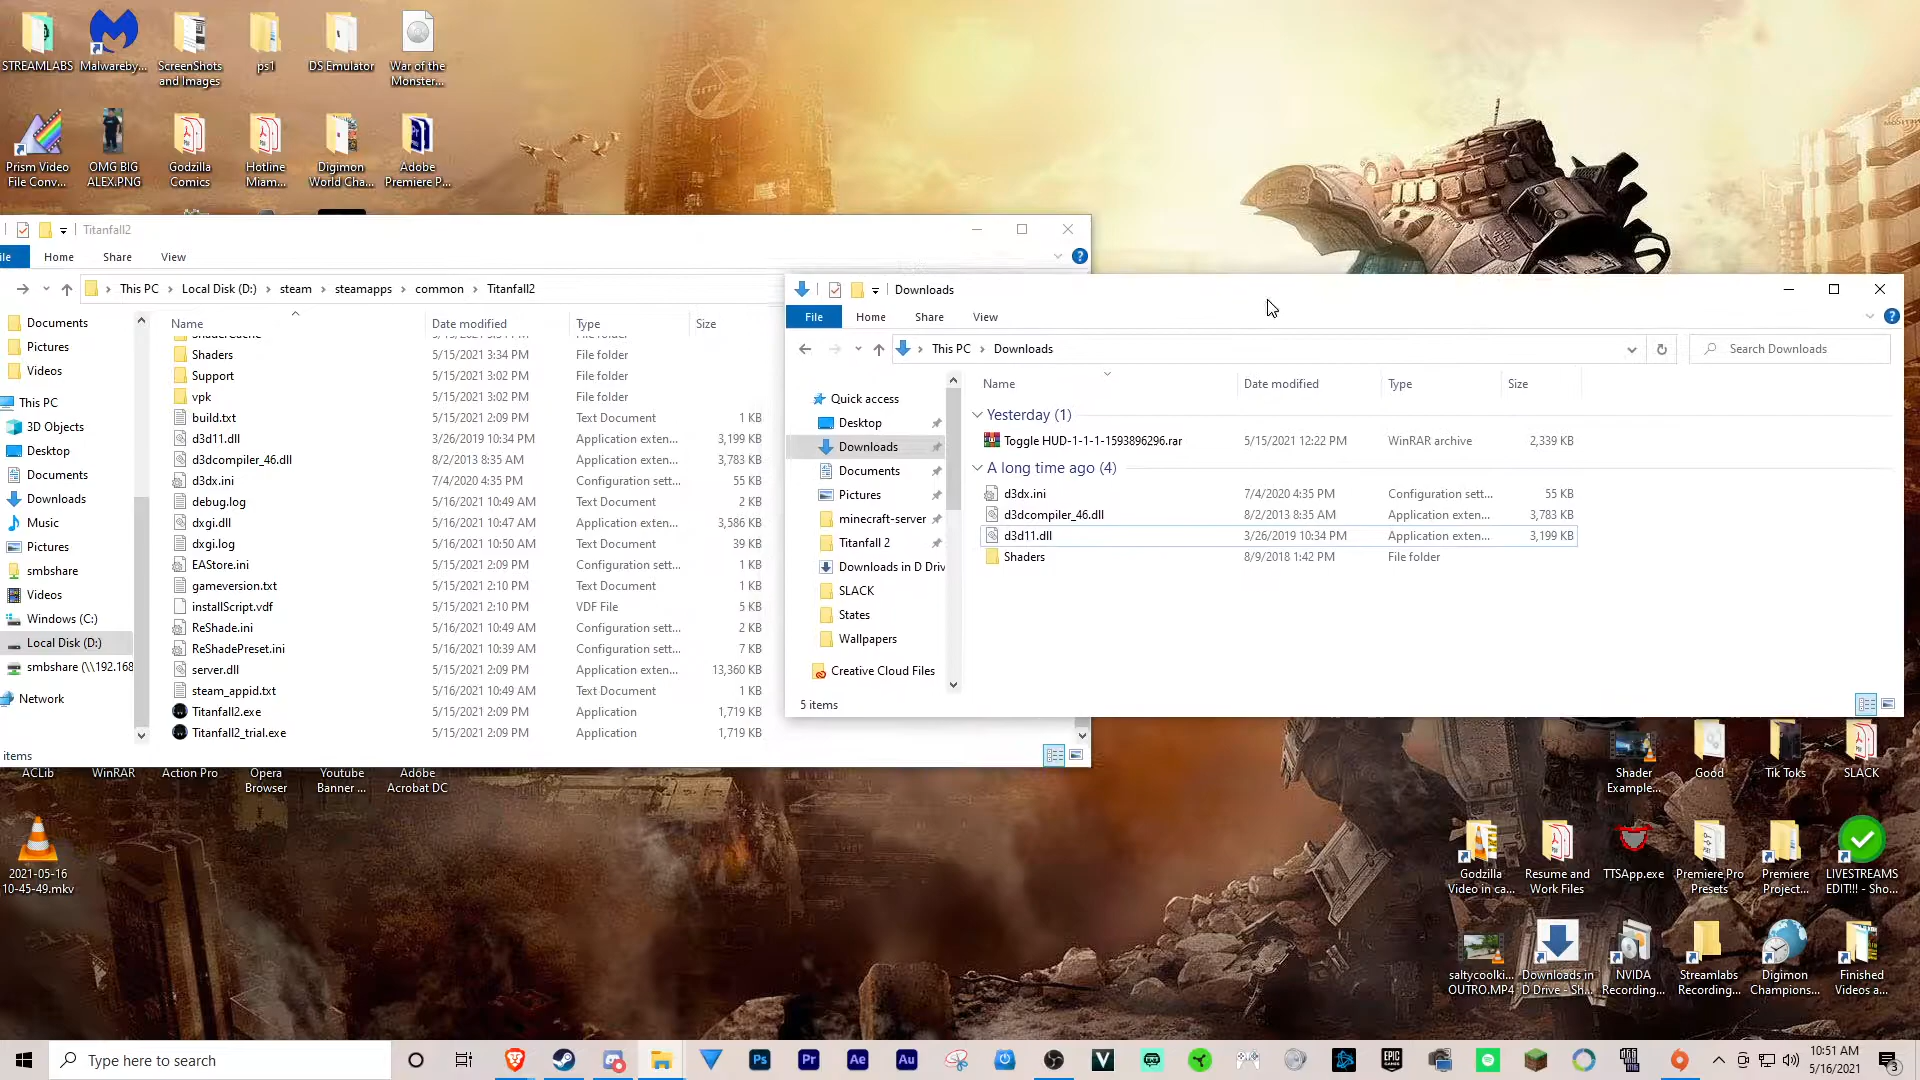 STREAMLABS
Malwareby...
ScreenShots
and Images
ps1
DS Emulator
War of the
Monster...
Prism Video
File Conv...
OMG BIG
ALEX.PNG
Godzilla
Comics
Hotline
Miam...
Digimon
World Cha...
Adobe
Premiere P...
Titanfall2
ile
Home
Share
View
This PC
Local Disk (D:)
steam
steamapps
common
Titanfall2
Documents
Pictures
Videos
This PC
3D Objects
Desktop
Documents
Downloads
Music
Pictures
smbshare
Videos
Windows (C:)
Local Disk (D:)
smbshare (\\192.168
Network
items
Name Date modified Type Size
Shaders 5/15/2021 3:34 PM File folder
Support 5/15/2021 3:02 PM File folder
vpk 5/15/2021 3:02 PM File folder
build.txt 5/15/2021 2:09 PM Text Document 1 KB
d3d11.dll 3/26/2019 10:34 PM Application exten... 3,199 KB
d3dcompiler_46.dll 8/2/2013 8:35 AM Application exten... 3,783 KB
d3dx.ini 7/4/2020 4:35 PM Configuration sett... 55 KB
debug.log 5/16/2021 10:49 AM Text Document 2 KB
dxgi.dll 5/16/2021 10:47 AM Application exten... 3,586 KB
dxgi.log 5/16/2021 10:50 AM Text Document 39 KB
EAStore.ini 5/15/2021 2:09 PM Configuration sett... 1 KB
gameversion.txt 5/15/2021 2:10 PM Text Document 1 KB
installScript.vdf 5/15/2021 2:10 PM VDF File 5 KB
ReShade.ini 5/16/2021 10:49 AM Configuration sett... 2 KB
ReShadePreset.ini 5/16/2021 10:39 AM Configuration sett... 7 KB
server.dll 5/15/2021 2:09 PM Application exten... 13,360 KB
steam_appid.txt 5/16/2021 10:49 AM Text Document 1 KB
Titanfall2.exe 5/15/2021 2:09 PM Application 1,719 KB
Titanfall2_trial.exe 5/15/2021 2:09 PM Application 1,719 KB
Downloads
File
Home
Share
View
This PC
Downloads
Search Downloads
Quick access
Desktop
Downloads
Documents
Pictures
minecraft-server
Titanfall 2
Downloads in D Driv
SLACK
States
Wallpapers
Creative Cloud Files
5 items
Name Date modified Type Size
Yesterday (1)
Toggle HUD-1-1-1-1593896296.rar 5/15/2021 12:22 PM WinRAR archive 2,339 KB
A long time ago (4)
d3dx.ini 7/4/2020 4:35 PM Configuration sett... 55 KB
d3dcompiler_46.dll 8/2/2013 8:35 AM Application exten... 3,783 KB
d3d11.dll 3/26/2019 10:34 PM Application exten... 3,199 KB
Shaders 8/9/2018 1:42 PM File folder
ACLib
WinRAR
Action Pro
Opera
Browser
Youtube
Banner ...
Adobe
Acrobat DC
2021-05-16
10-45-49.mkv
Shader
Example...
Good
Tik Toks
SLACK
Godzilla
Video in ca...
Resume and
Work Files
TTSApp.exe
Premiere Pro
Presets
Premiere
Project...
LIVESTREAMS
EDIT!!! - Sho...
saltycoolki...
OUTRO.MP4
Downloads in
D Drive - Sh...
NVIDA
Recording...
Streamlabs
Recording...
Digimon
Champions...
Finished
Videos a...
Type here to search
Ps
Pr
Ae
Au
V
EPIC
GAMES
10:51 AM
5/16/2021
3